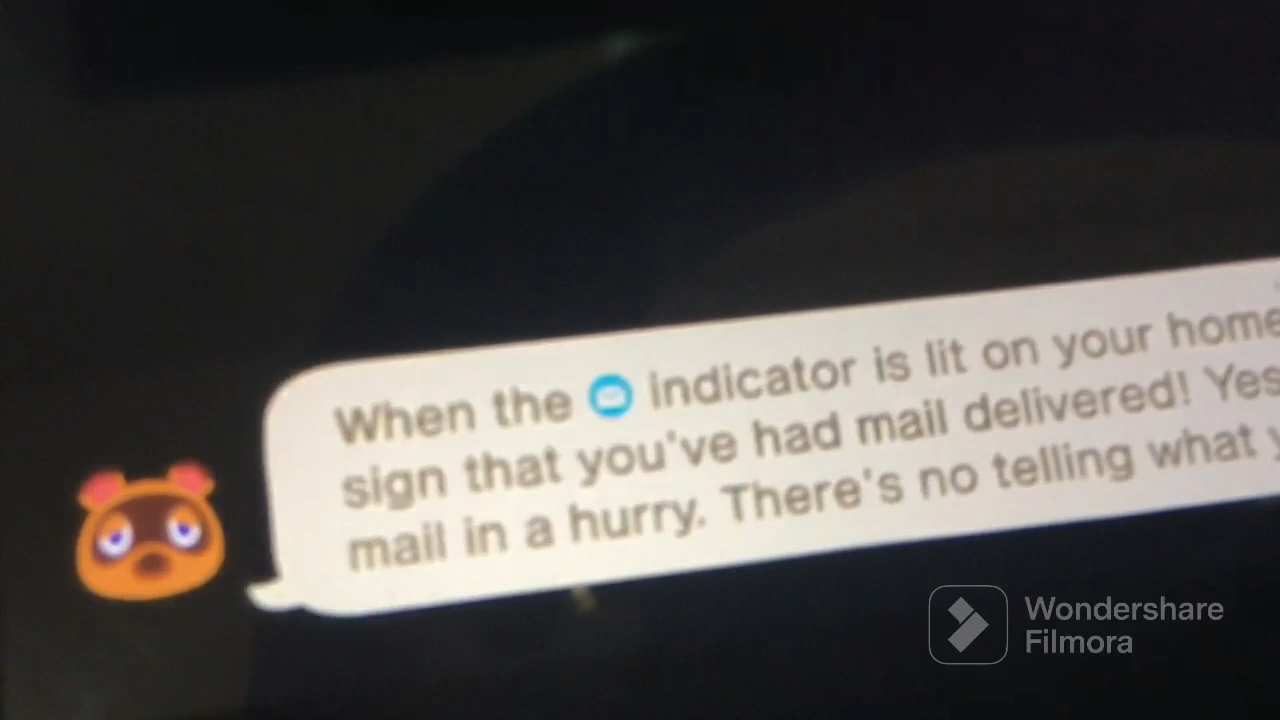 When the indicator is lit on your home
sign that you've had mail delivered! Yes
mail in a hurry. There's no telling what
Wondershare
Filmora